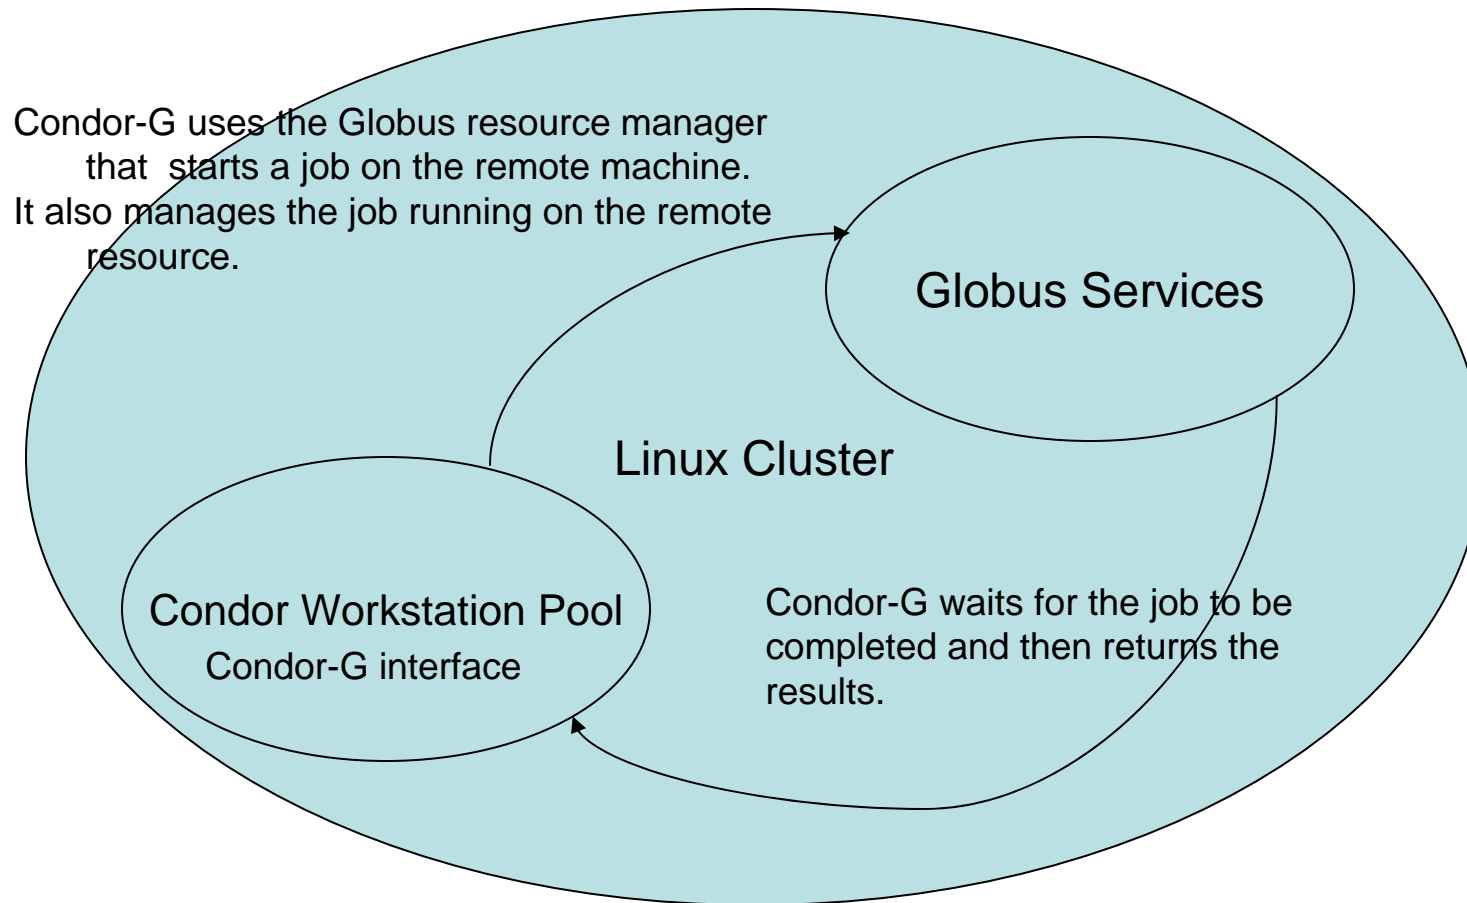 Condor-G uses the Globus resource manager
that starts a job on the remote machine.
It also manages the job running on the remote
resource.
Globus Services
Linux Cluster
Condor Workstation Pool
Condor-G interface
Condor-G waits for the job to be
completed and then returns the
results.